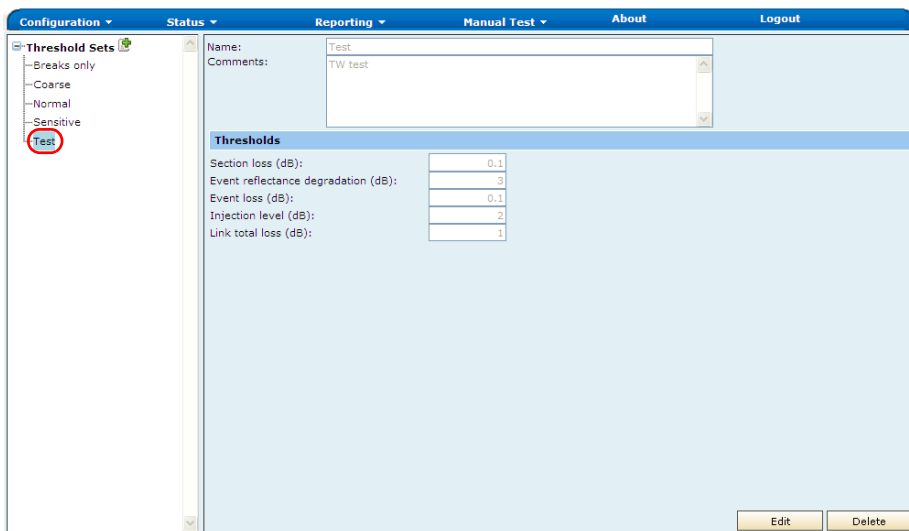 Configuration Status Reporting Manual Test About Logout
Threshold Sets
Breaks only
Coarse
Normal
Sensitive
Test
Name: Test
Comments: TW test
Thresholds
Section loss (dB): 0.1
Event reflectance degradation (dB): 3
Event loss (dB): 0.1
Injection level (dB): 2
Link total loss (dB): 1
Edit Delete